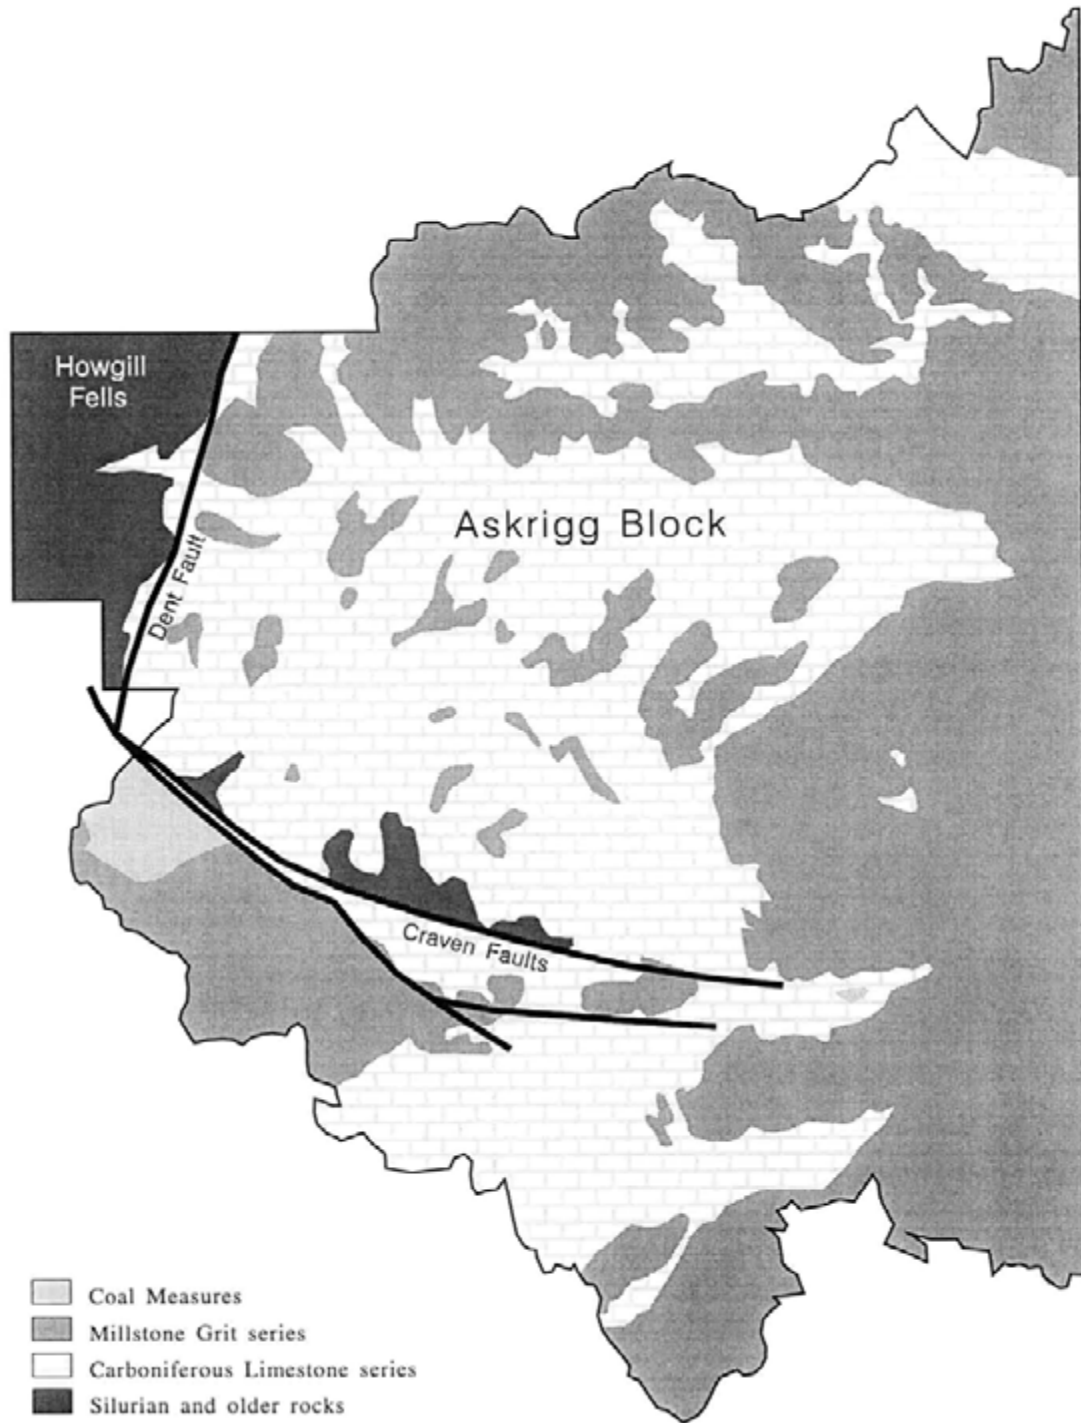 Howgill
Fells
Askrigg Block
Dent Fault
Craven Faults
Coal Measures
Millstone Grit series
Carboniferous Limestone series
Silurian and older rocks